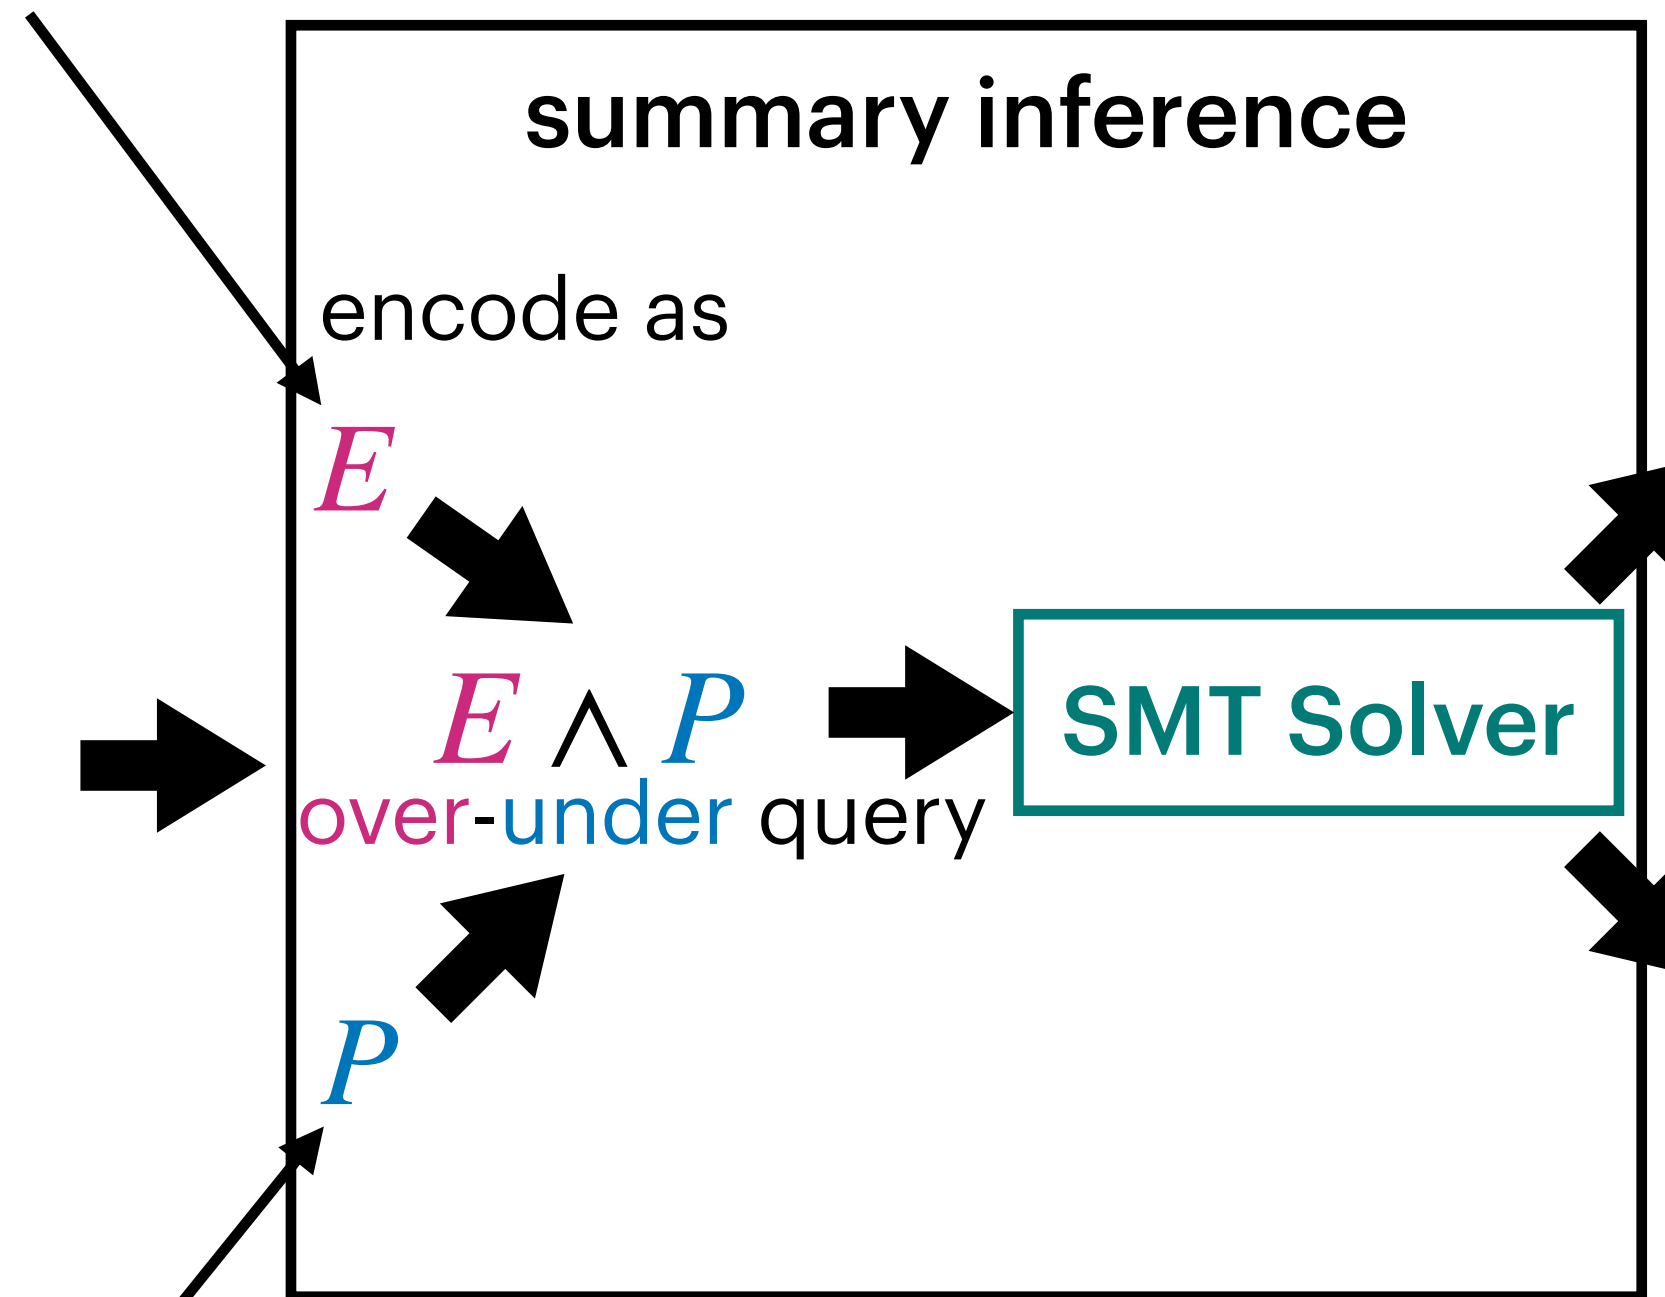 summary inference
encode as
E
E ∧ P
over-under query
SMT Solver
P